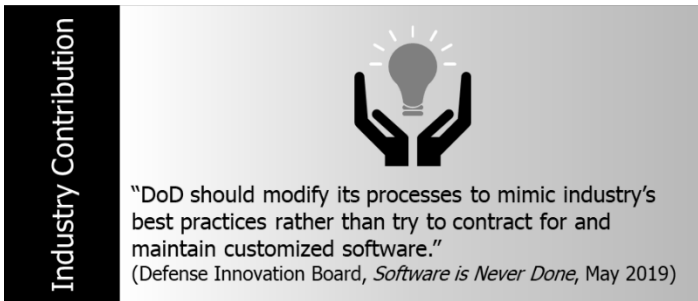 Industry Contribution
“DoD should modify its processes to mimic industry’s
best practices rather than try to contract for and
maintain customized software.”
(Defense Innovation Board, Software is Never Done, May 2019)